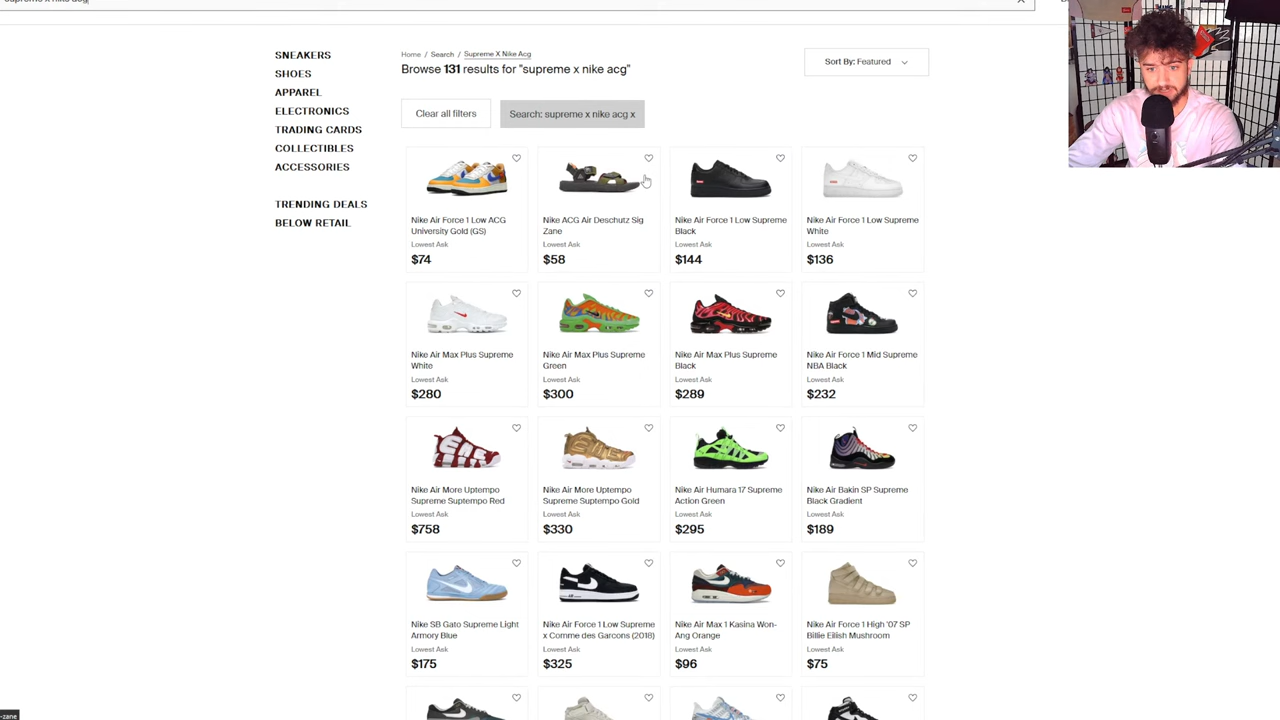 supreme x nike acg
SNEAKERS
SHOES
APPAREL
ELECTRONICS
TRADING CARDS
COLLECTIBLES
ACCESSORIES
TRENDING DEALS
BELOW RETAIL
Home / Search / Supreme X Nike Acg
Browse 131 results for "supreme x nike acg"
Sort By: Featured
Clear all filters
Search: supreme x nike acg x
Nike Air Force 1 Low ACG
University Gold (GS)
Lowest Ask
$74
Nike ACG Air Deschutz Sig
Zane
Lowest Ask
$58
Nike Air Force 1 Low Supreme
Black
Lowest Ask
$144
Nike Air Force 1 Low Supreme
White
Lowest Ask
$136
Nike Air Max Plus Supreme
White
Lowest Ask
$280
Nike Air Max Plus Supreme
Green
Lowest Ask
$300
Nike Air Max Plus Supreme
Black
Lowest Ask
$289
Nike Air Force 1 Mid Supreme
NBA Black
Lowest Ask
$232
Nike Air More Uptempo
Supreme Suptempo Red
Lowest Ask
$758
Nike Air More Uptempo
Supreme Suptempo Gold
Lowest Ask
$330
Nike Air Humara 17 Supreme
Action Green
Lowest Ask
$295
Nike Air Bakin SP Supreme
Black Gradient
Lowest Ask
$189
Nike SB Gato Supreme Light
Armory Blue
Lowest Ask
$175
Nike Air Force 1 Low Supreme
x Comme des Garcons (2018)
Lowest Ask
$325
Nike Air Max 1 Kasina Won-
Ang Orange
Lowest Ask
$96
Nike Air Force 1 High '07 SP
Billie Eilish Mushroom
Lowest Ask
$75
-zane